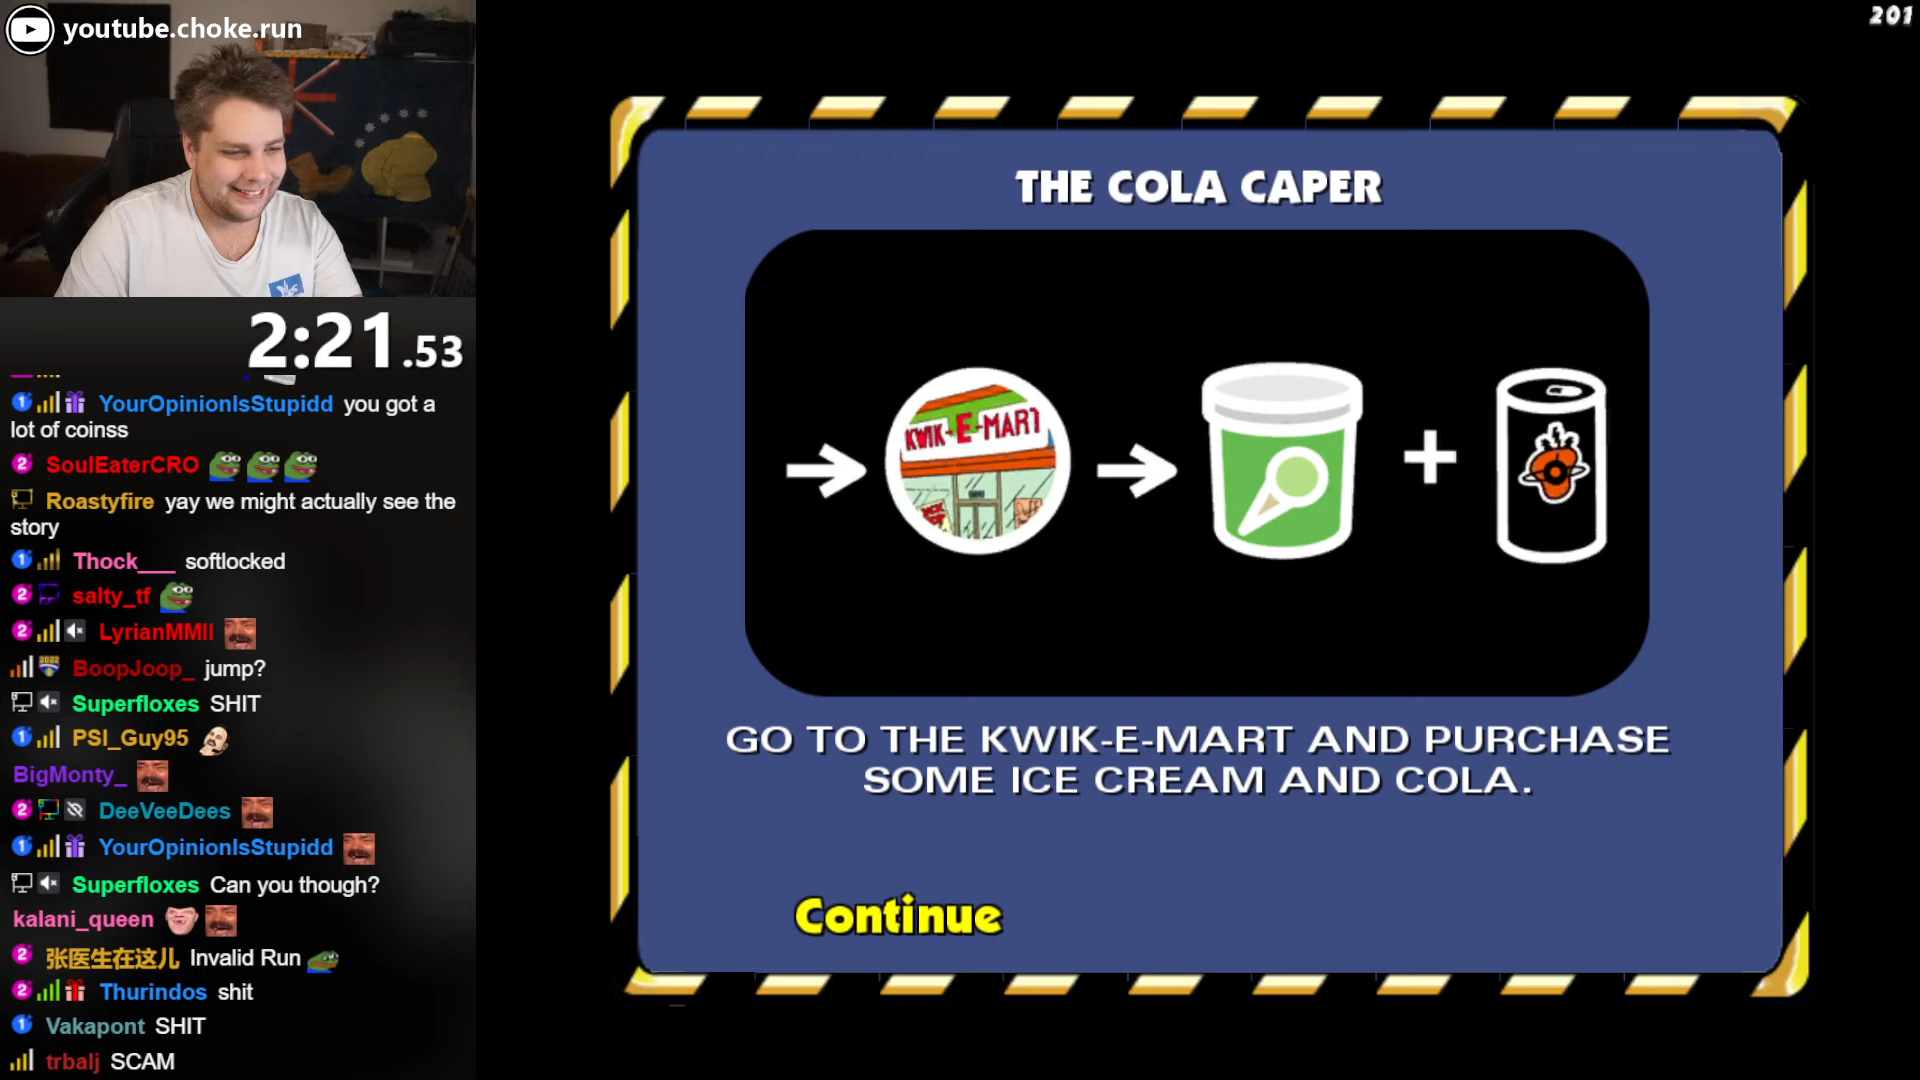 youtube.choke.run
201
2:21.53
YourOpinionIsStupidd you got a
lot of coinss
SoulEaterCRO
Roastyfire yay we might actually see the
story
Thock___ softlocked
salty_tf
LyrianMMII
BoopJoop_ jump?
Superfloxes SHIT
PSI_Guy95
BigMonty_
DeeVeeDees
YourOpinionIsStupidd
Superfloxes Can you though?
kalani_queen
张医生在这儿 Invalid Run
Thurindos shit
Vakapont SHIT
trbalj SCAM
THE COLA CAPER
KWIK-E-MART
GO TO THE KWIK-E-MART AND PURCHASE
SOME ICE CREAM AND COLA.
Continue